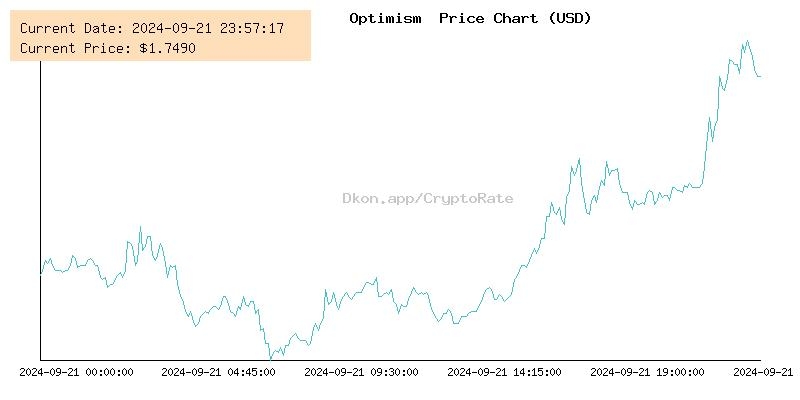 Optimism  Price Chart (USD)
Current Date: 2024-09-21 23:57:17
Current Price: $1.7490
Dkon.app/CryptoRate
2024-09-21 00:00:00 2024-09-21 04:45:00 2024-09-21 09:30:00 2024-09-21 14:15:00 2024-09-21 19:00:00 2024-09-21